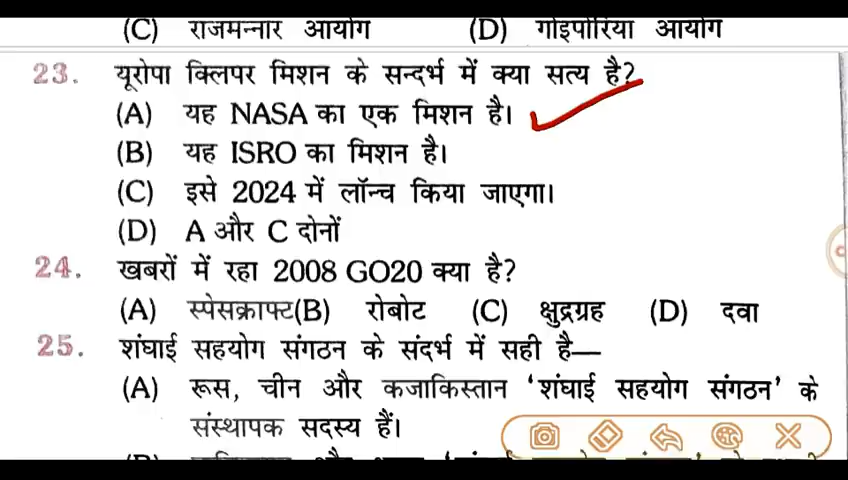 (C) राजमन्नार आयोग (D) गोइपोरिया आयोग
23. यूरोपा क्लिपर मिशन के सन्दर्भ में क्या सत्य है?
(A) यह NASA का एक मिशन है।
(B) यह ISRO का मिशन है।
(C) इसे 2024 में लॉन्च किया जाएगा।
(D) A और C दोनों
24. खबरों में रहा 2008 GO20 क्या है?
(A) स्पेसक्राफ्ट(B) रोबोट (C) क्षुद्रग्रह (D) दवा
25. शंघाई सहयोग संगठन के संदर्भ में सही है—
(A) रूस, चीन और कजाकिस्तान ‘शंघाई सहयोग संगठन’ के
संस्थापक सदस्य हैं।